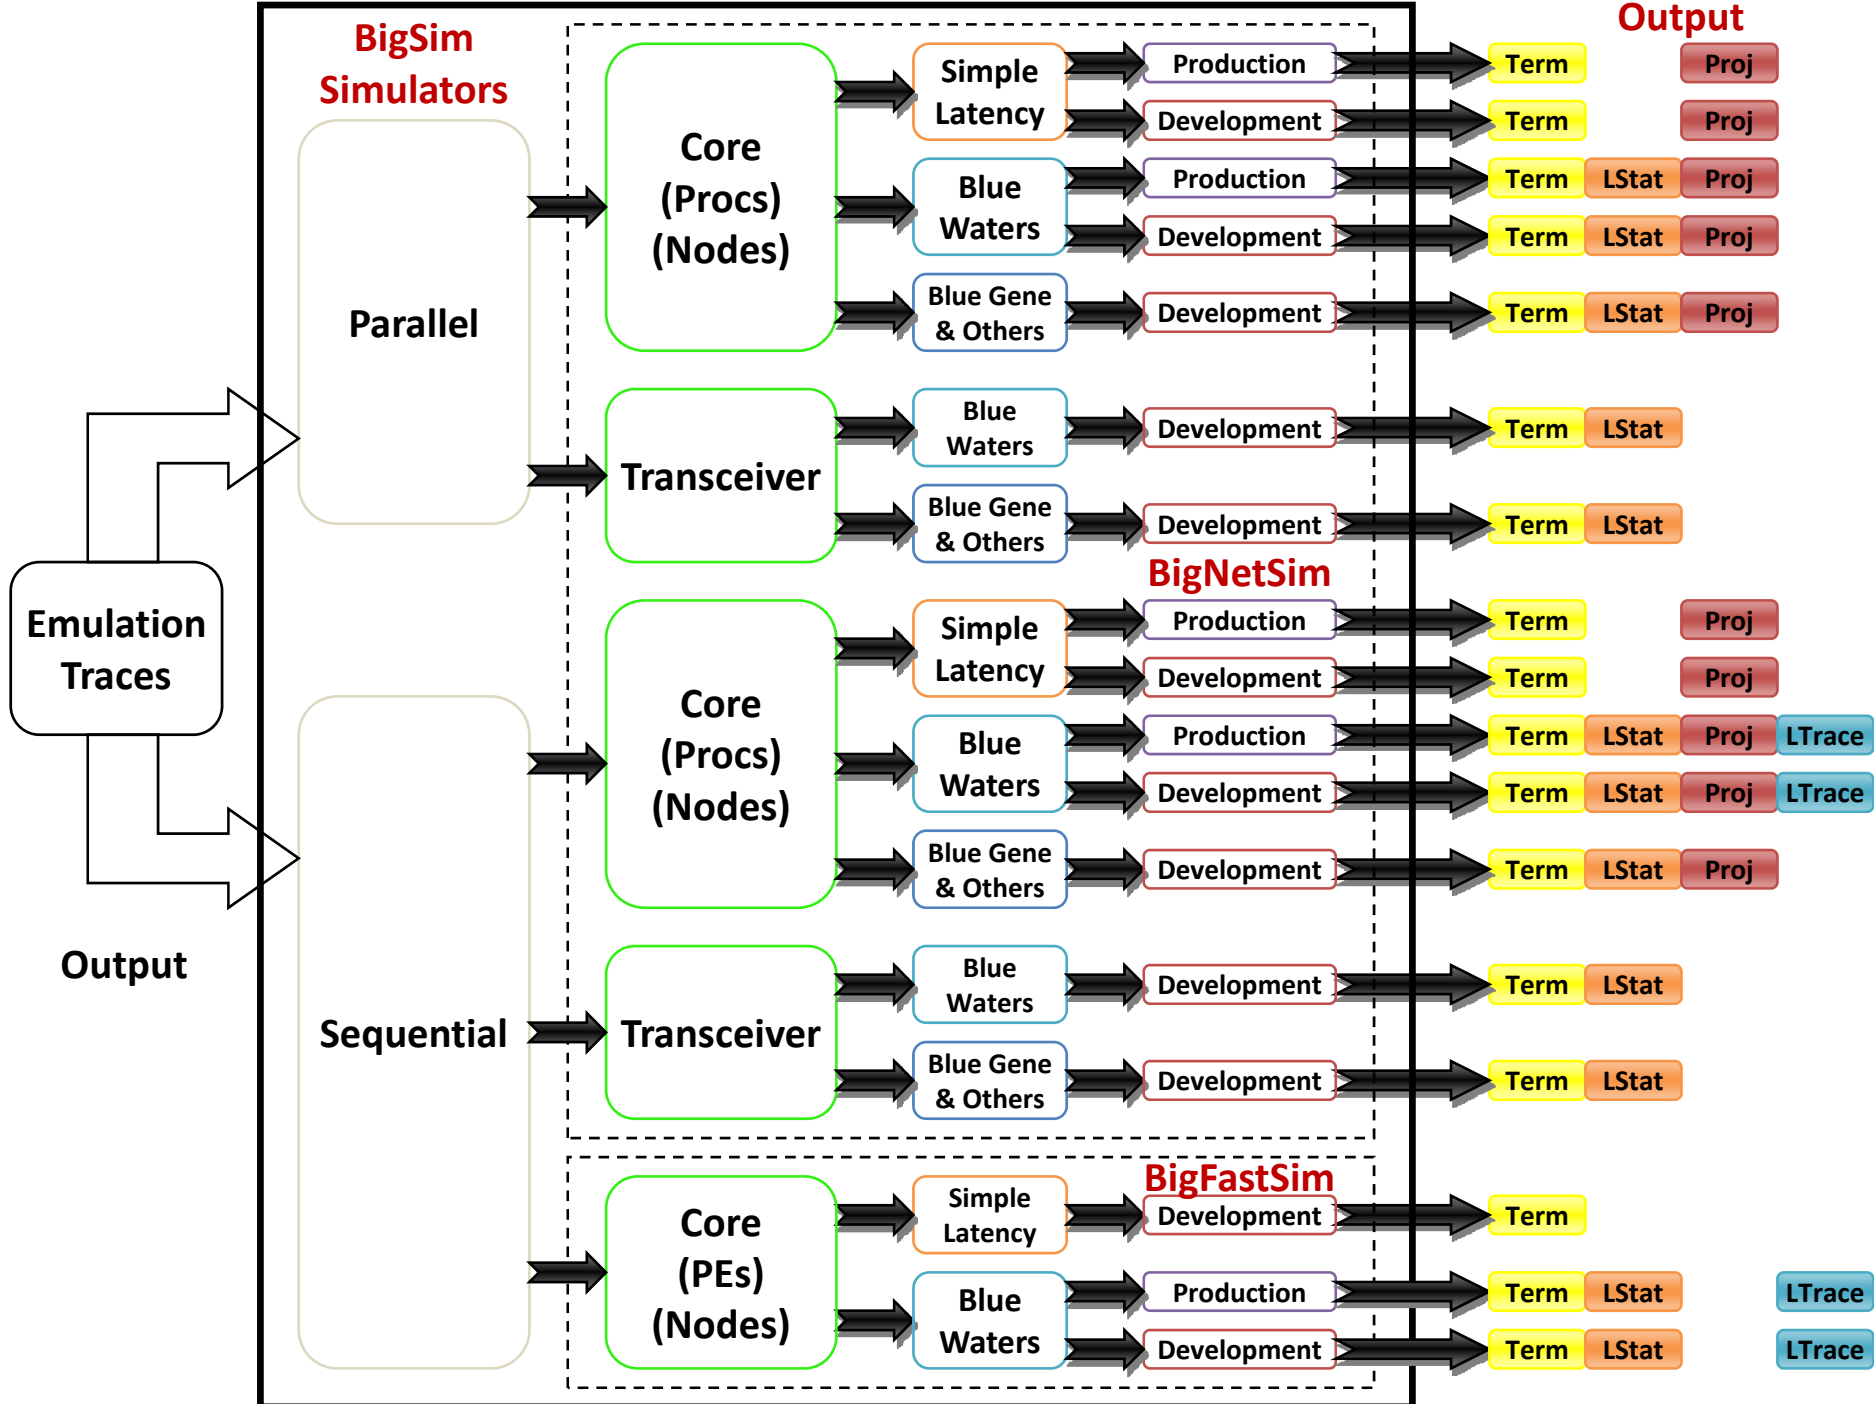 Output
BigSim
Simulators
Emulation
Traces
Output
Parallel
Sequential
Core
(Procs)
(Nodes)
Simple
Latency
Production
Term
Proj
Development
Term
Proj
Blue
Waters
Production
Term
LStat
Proj
Development
Term
LStat
Proj
Blue Gene
& Others
Development
Term
LStat
Proj
Transceiver
Blue
Waters
Development
Term
LStat
Blue Gene
& Others
Development
Term
LStat
BigNetSim
Core
(Procs)
(Nodes)
Simple
Latency
Production
Term
Proj
Development
Term
Proj
Blue
Waters
Production
Term
LStat
Proj
LTrace
Development
Term
LStat
Proj
LTrace
Blue Gene
& Others
Development
Term
LStat
Proj
Transceiver
Blue
Waters
Development
Term
LStat
Blue Gene
& Others
Development
Term
LStat
BigFastSim
Core
(PEs)
(Nodes)
Simple
Latency
Development
Term
Blue
Waters
Production
Term
LStat
LTrace
Development
Term
LStat
LTrace